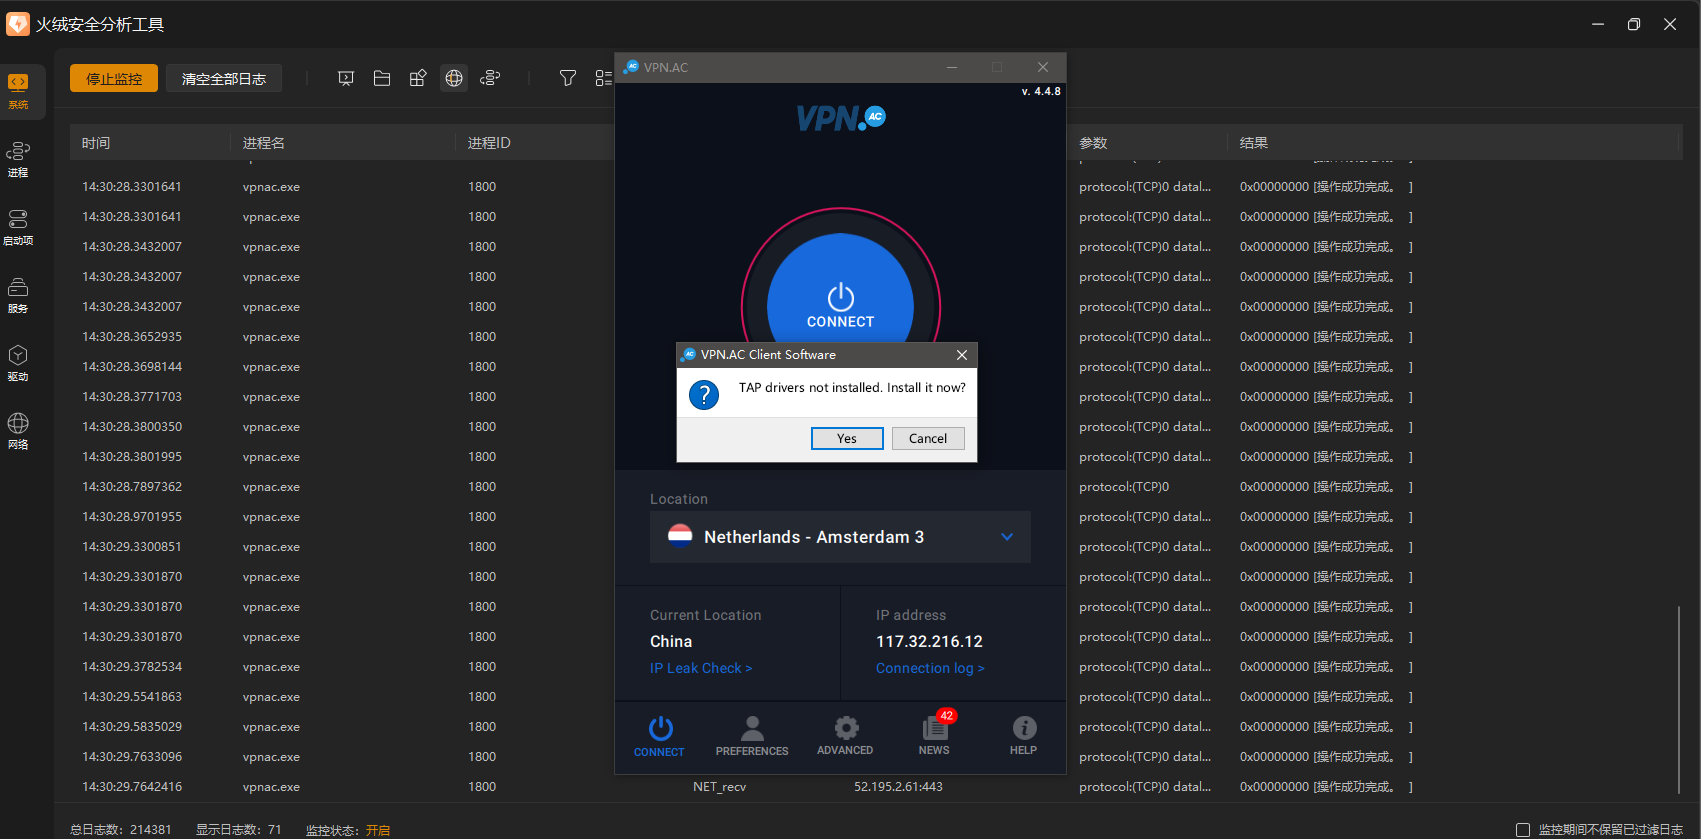 火绒安全分析工具
停止监控 清空全部日志
系统
进程
启动项
服务
驱动
网络
时间 进程名 进程ID 参数 结果
14:30:28.3301641 vpnac.exe 1800 protocol:(TCP)0 datal... 0x00000000 [操作成功完成。 ]
14:30:28.3301641 vpnac.exe 1800 protocol:(TCP)0 datal... 0x00000000 [操作成功完成。 ]
14:30:28.3432007 vpnac.exe 1800 protocol:(TCP)0 datal... 0x00000000 [操作成功完成。 ]
14:30:28.3432007 vpnac.exe 1800 protocol:(TCP)0 datal... 0x00000000 [操作成功完成。 ]
14:30:28.3432007 vpnac.exe 1800 protocol:(TCP)0 datal... 0x00000000 [操作成功完成。 ]
14:30:28.3652935 vpnac.exe 1800 protocol:(TCP)0 datal... 0x00000000 [操作成功完成。 ]
14:30:28.3698144 vpnac.exe 1800 protocol:(TCP)0 datal... 0x00000000 [操作成功完成。 ]
14:30:28.3771703 vpnac.exe 1800 protocol:(TCP)0 datal... 0x00000000 [操作成功完成。 ]
14:30:28.3800350 vpnac.exe 1800 protocol:(TCP)0 datal... 0x00000000 [操作成功完成。 ]
14:30:28.3801995 vpnac.exe 1800 protocol:(TCP)0 datal... 0x00000000 [操作成功完成。 ]
14:30:28.7897362 vpnac.exe 1800 protocol:(TCP)0 0x00000000 [操作成功完成。 ]
14:30:28.9701955 vpnac.exe 1800 protocol:(TCP)0 datal... 0x00000000 [操作成功完成。 ]
14:30:29.3300851 vpnac.exe 1800 protocol:(TCP)0 datal... 0x00000000 [操作成功完成。 ]
14:30:29.3301870 vpnac.exe 1800 protocol:(TCP)0 datal... 0x00000000 [操作成功完成。 ]
14:30:29.3301870 vpnac.exe 1800 protocol:(TCP)0 datal... 0x00000000 [操作成功完成。 ]
14:30:29.3301870 vpnac.exe 1800 protocol:(TCP)0 datal... 0x00000000 [操作成功完成。 ]
14:30:29.3782534 vpnac.exe 1800 protocol:(TCP)0 datal... 0x00000000 [操作成功完成。 ]
14:30:29.5541863 vpnac.exe 1800 protocol:(TCP)0 datal... 0x00000000 [操作成功完成。 ]
14:30:29.5835029 vpnac.exe 1800 protocol:(TCP)0 datal... 0x00000000 [操作成功完成。 ]
14:30:29.7633096 vpnac.exe 1800 protocol:(TCP)0 datal... 0x00000000 [操作成功完成。 ]
14:30:29.7642416 vpnac.exe 1800 NET_recv 52.195.2.61:443 protocol:(TCP)0 datal... 0x00000000 [操作成功完成。 ]
总日志数: 214381 显示日志数: 71 监控状态: 开启 监控期间不保留已过滤日志
VPN.AC
v. 4.4.8
VPN.AC
CONNECT
VPN.AC Client Software
TAP drivers not installed. Install it now?
Yes Cancel
Location
Netherlands - Amsterdam 3
Current Location IP address
China 117.32.216.12
IP Leak Check > Connection log >
42
CONNECT PREFERENCES ADVANCED NEWS HELP